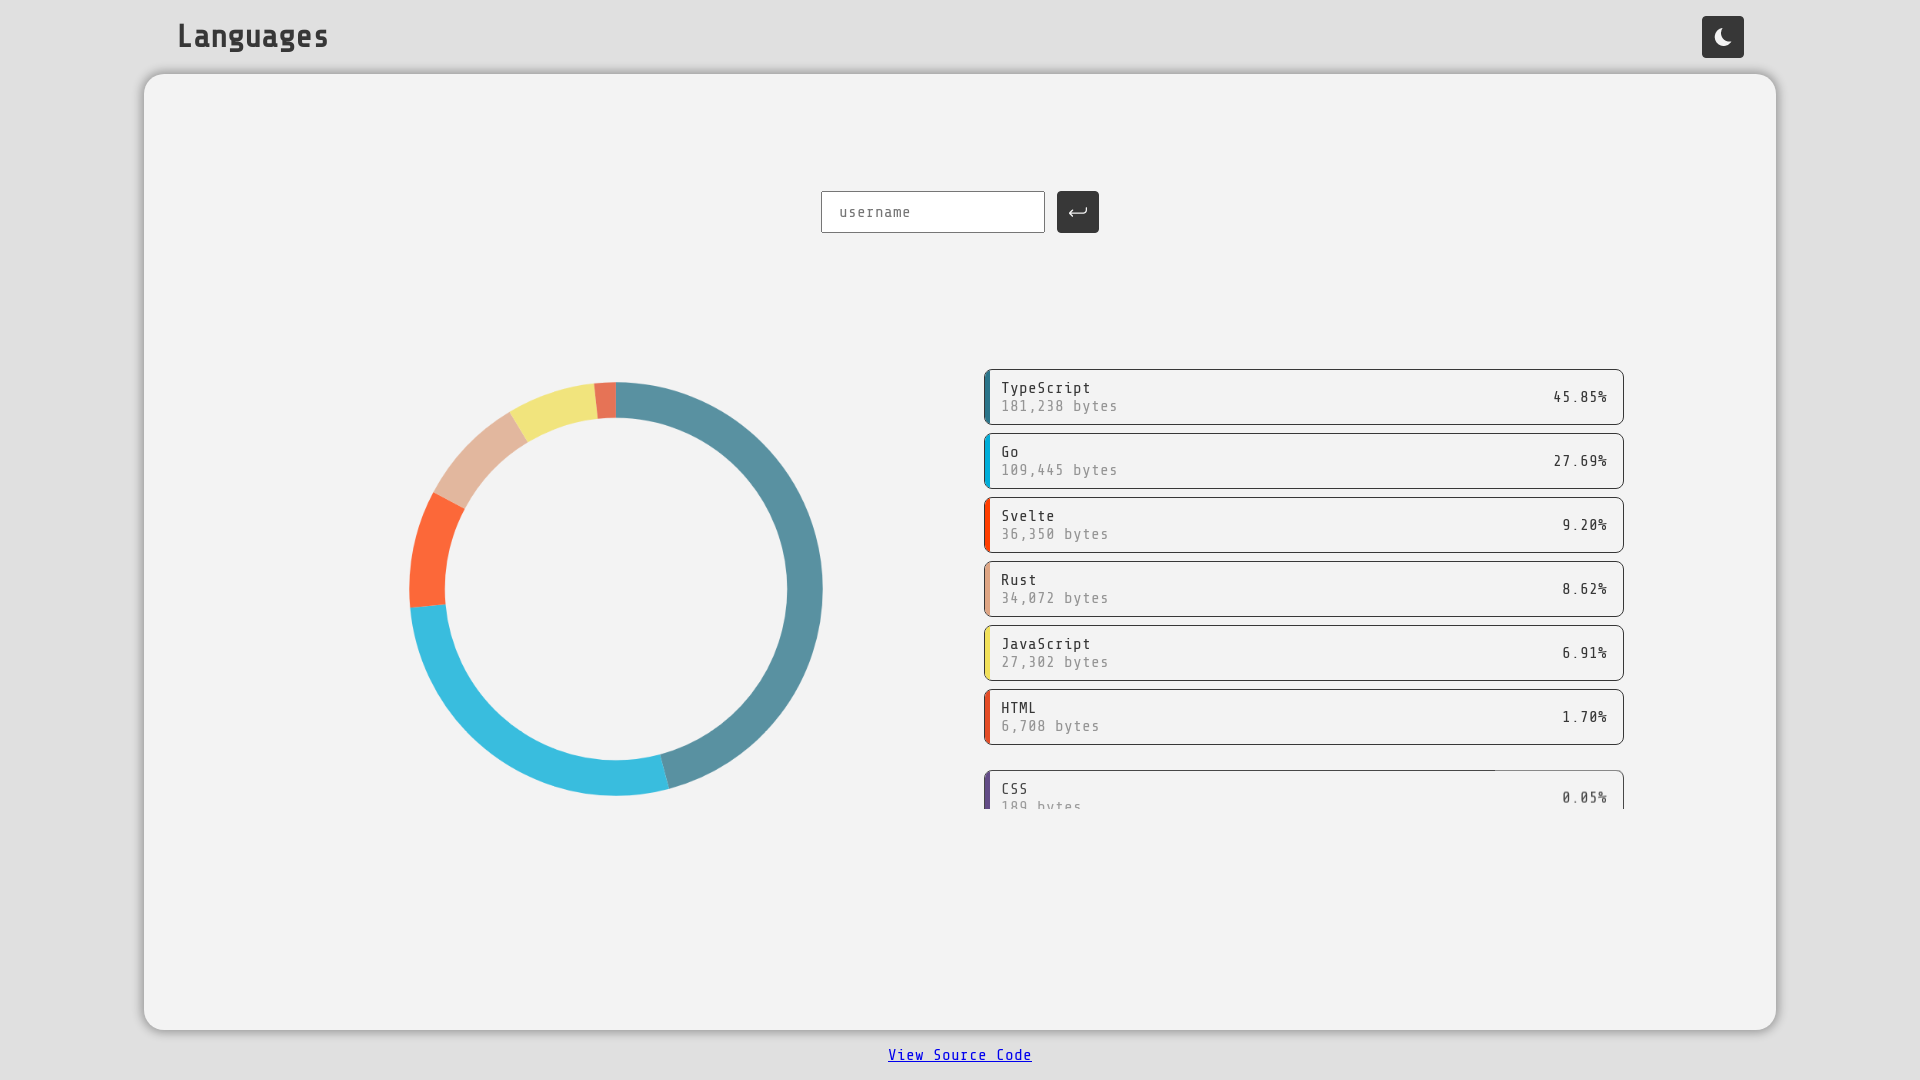 Languages
username
TypeScript
181,238 bytes
45.85%
Go
109,445 bytes
27.69%
Svelte
36,350 bytes
9.20%
Rust
34,072 bytes
8.62%
JavaScript
27,302 bytes
6.91%
HTML
6,708 bytes
1.70%
CSS
189 bytes
0.05%
View Source Code